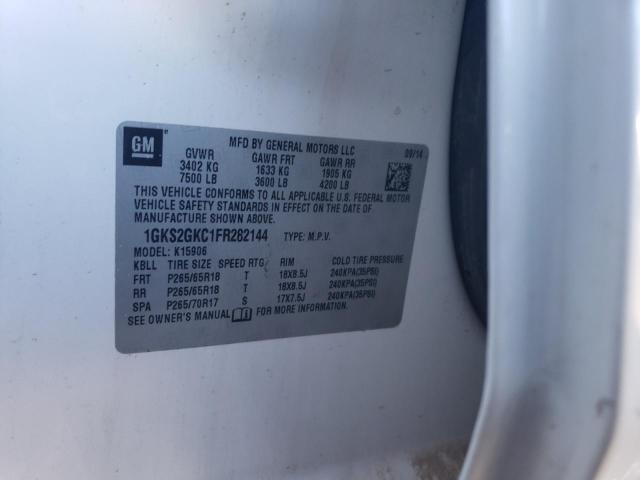 GM
MFD BY GENERAL MOTORS LLC
09/14
GVWR GAWR FRT GAWR RR
3402 KG 1633 KG 1905 KG
7500 LB 3600 LB 4200 LB
THIS VEHICLE CONFORMS TO ALL APPLICABLE U.S. FEDERAL MOTOR
VEHICLE SAFETY STANDARDS IN EFFECT ON THE DATE OF
MANUFACTURE SHOWN ABOVE.
1GKS2GKC1FR282144 TYPE: M.P.V.
MODEL: K15906
KBLL TIRE SIZE SPEED RTG RIM COLD TIRE PRESSURE
FRT P265/65R18 T 18X8.5J 240KPA(35PSI)
RR P265/65R18 T 18X8.5J 240KPA(35PSI)
SPA P265/70R17 S 17X7.5J 240KPA(35PSI)
SEE OWNER'S MANUAL FOR MORE INFORMATION.